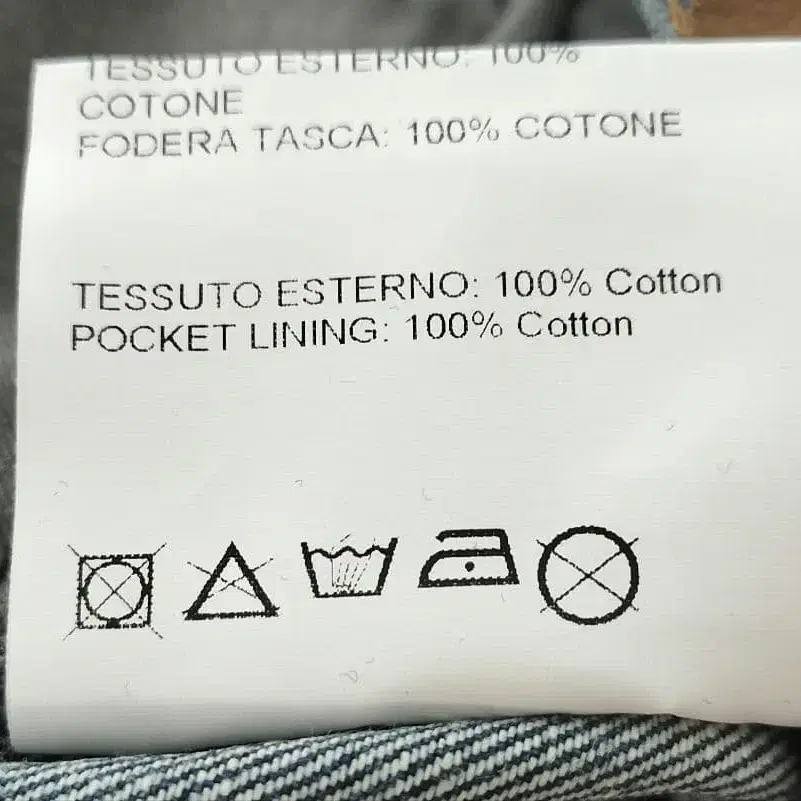 TESSUTO ESTERNO: 100%
COTONE
FODERA TASCA: 100% COTONE
TESSUTO ESTERNO: 100% Cotton
POCKET LINING: 100% Cotton